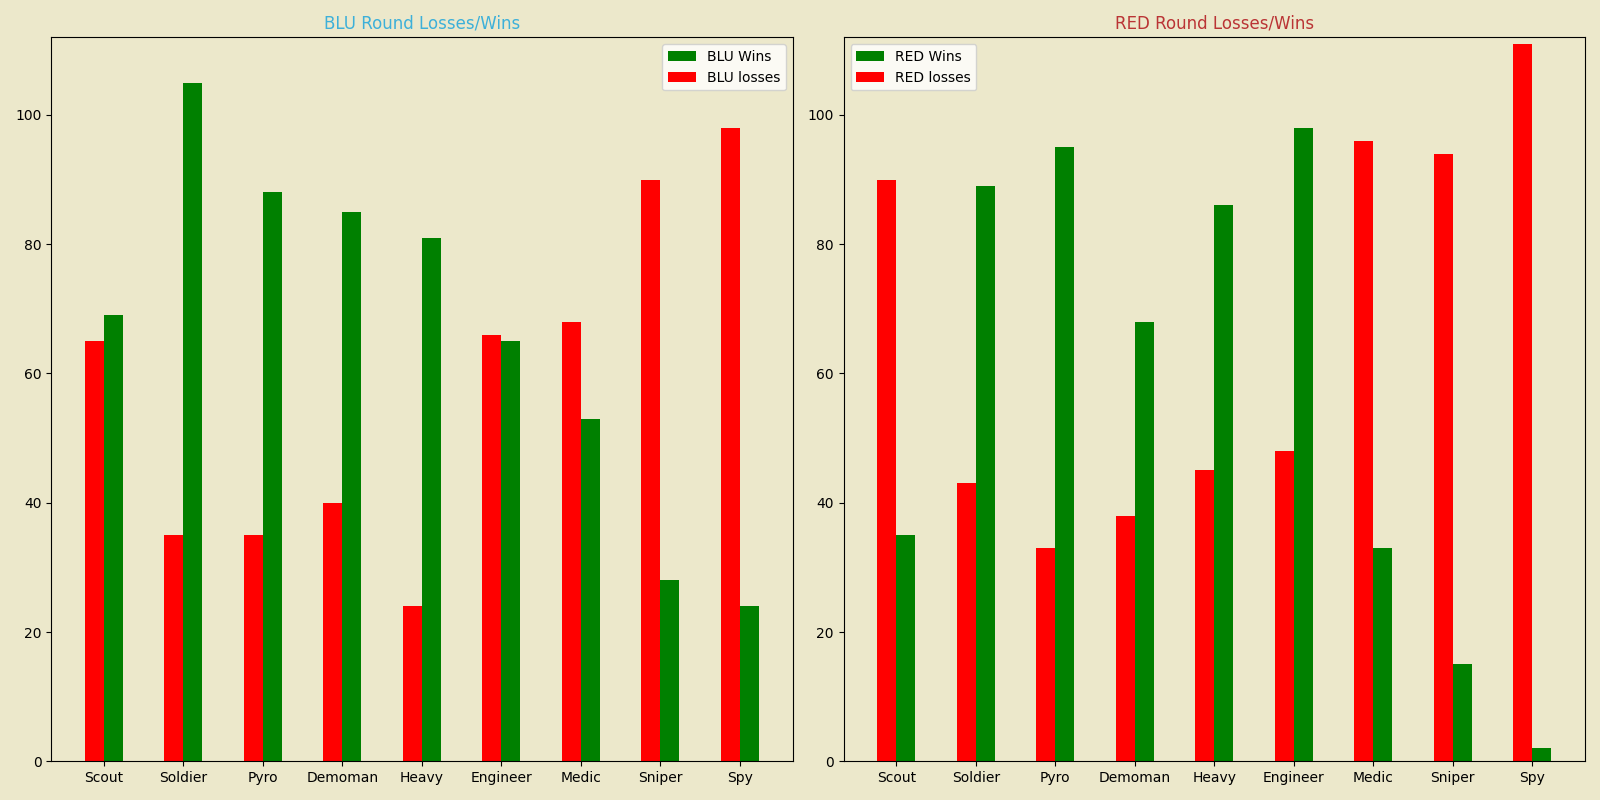 BLU Round Losses/Wins
BLU Wins
BLU losses
100
80
60
40
20
0
Scout Soldier Pyro Demoman Heavy Engineer Medic Sniper Spy
RED Round Losses/Wins
RED Wins
RED losses
100
80
60
40
20
0
Scout Soldier Pyro Demoman Heavy Engineer Medic Sniper Spy